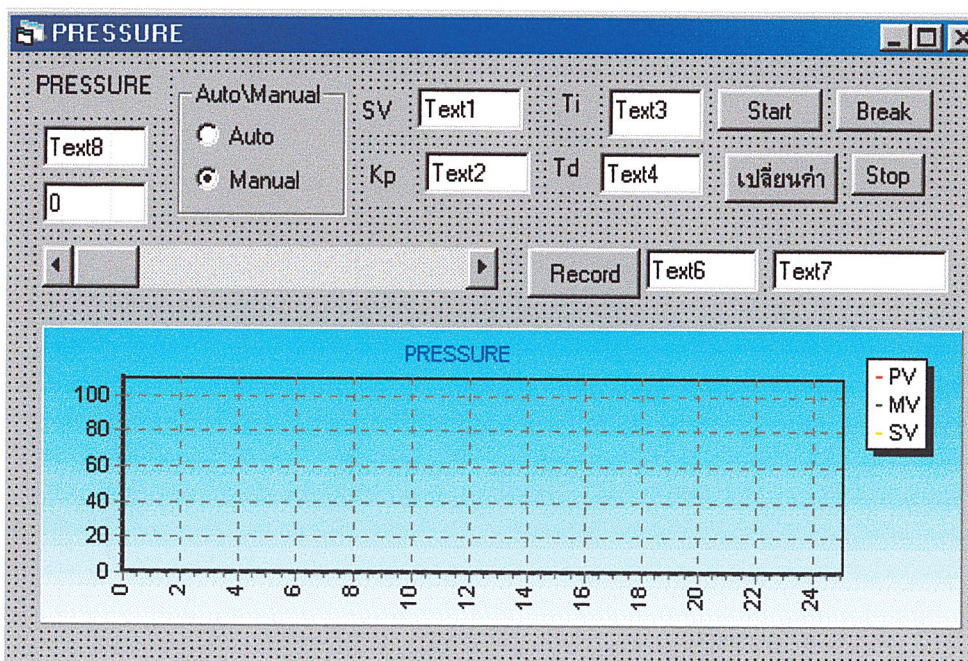 PRESSURE
PRESSURE
Auto\Manual
SV Text1 Ti Text3 Start Break
Text8
Auto
Kp Text2 Td Text4 เปลี่ยนค่า Stop
0
Manual
Record Text6 Text7
PRESSURE
PV
MV
SV
100
80
60
40
20
0
0 2 4 6 8 10 12 14 16 18 20 22 24